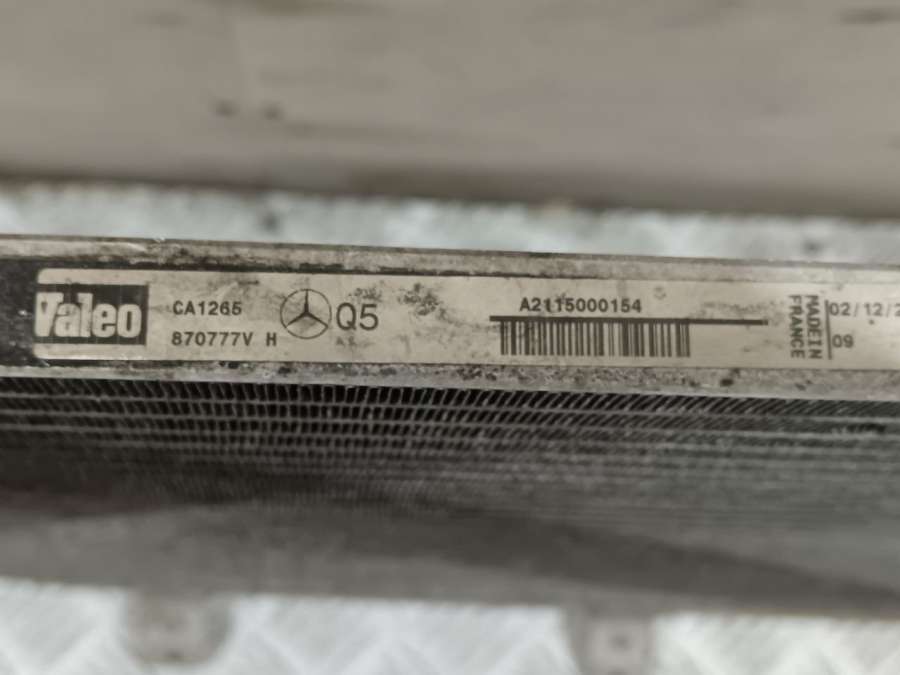 Valeo
CA1265
870777V H
Q5
A2115000154
MADE IN
FRANCE
02/12/2
09